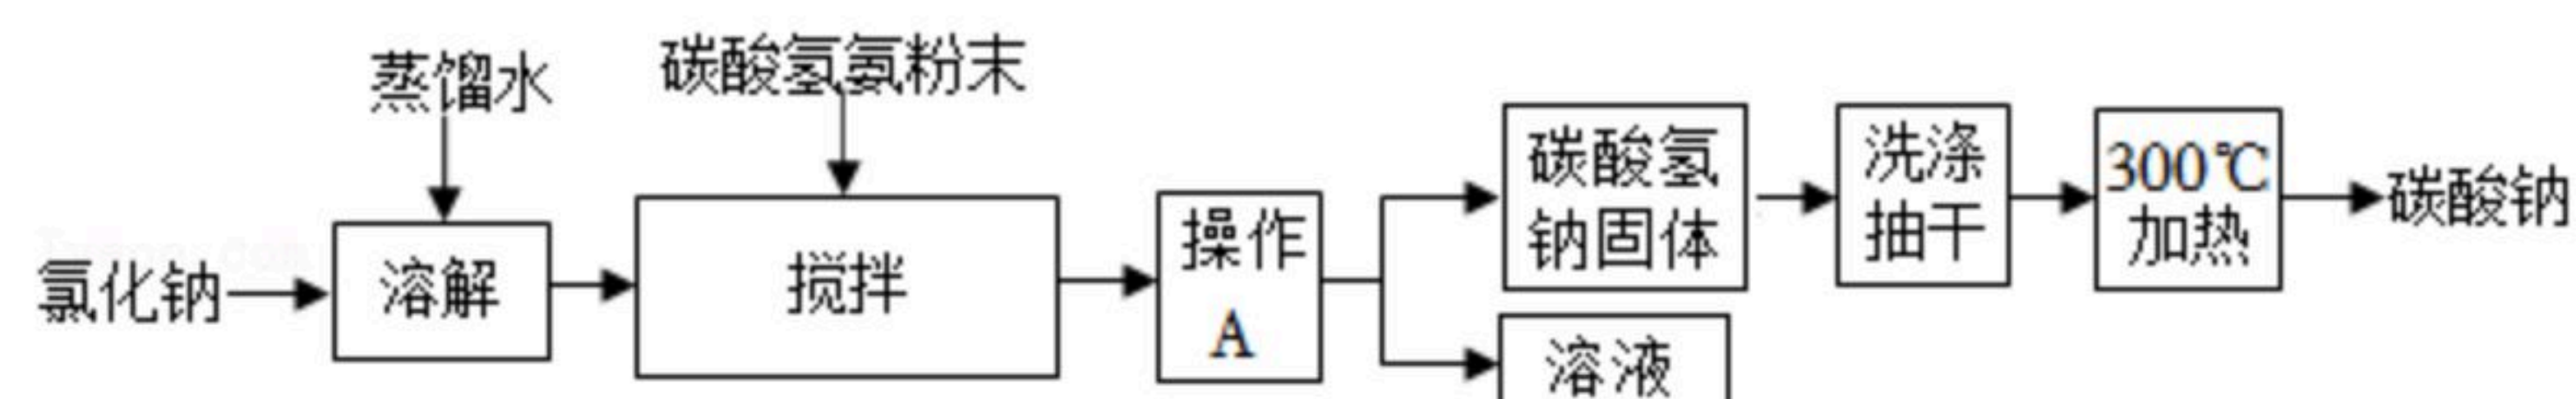 蒸馏水
碳酸氢氨粉末
氯化钠
溶解
搅拌
操作
A
碳酸氢
钠固体
溶液
洗涤
抽干
300℃
加热
碳酸钠